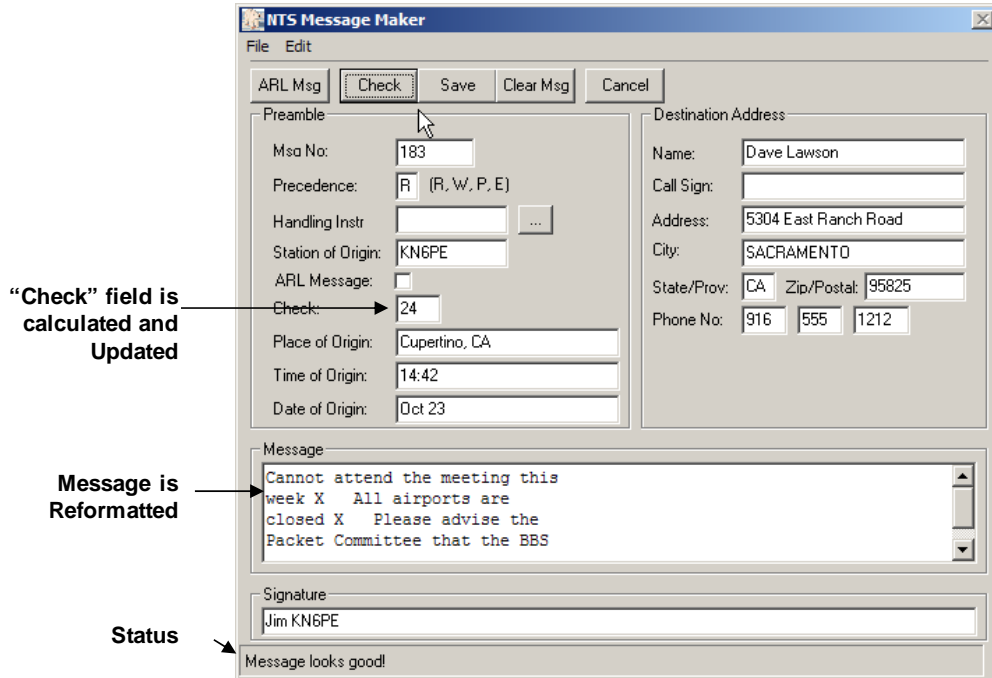 NTS Message Maker
File Edit
ARL Msg Check Save Clear Msg Cancel
Preamble
Msg No: 183
Precedence: R (R, W, P, E)
Handling Instr ...
Station of Origin: KN6PE
ARL Message:
Check: 24
Place of Origin: Cupertino, CA
Time of Origin: 14:42
Date of Origin: Oct 23
Destination Address
Name: Dave Lawson
Call Sign:
Address: 5304 East Ranch Road
City: SACRAMENTO
State/Prov: CA Zip/Postal: 95825
Phone No: 916 555 1212
“Check” field is
calculated and
Updated
Message
Cannot attend the meeting this
week X   All airports are
closed X   Please advise the
Packet Committee that the BBS
Message is
Reformatted
Signature
Jim KN6PE
Status
Message looks good!